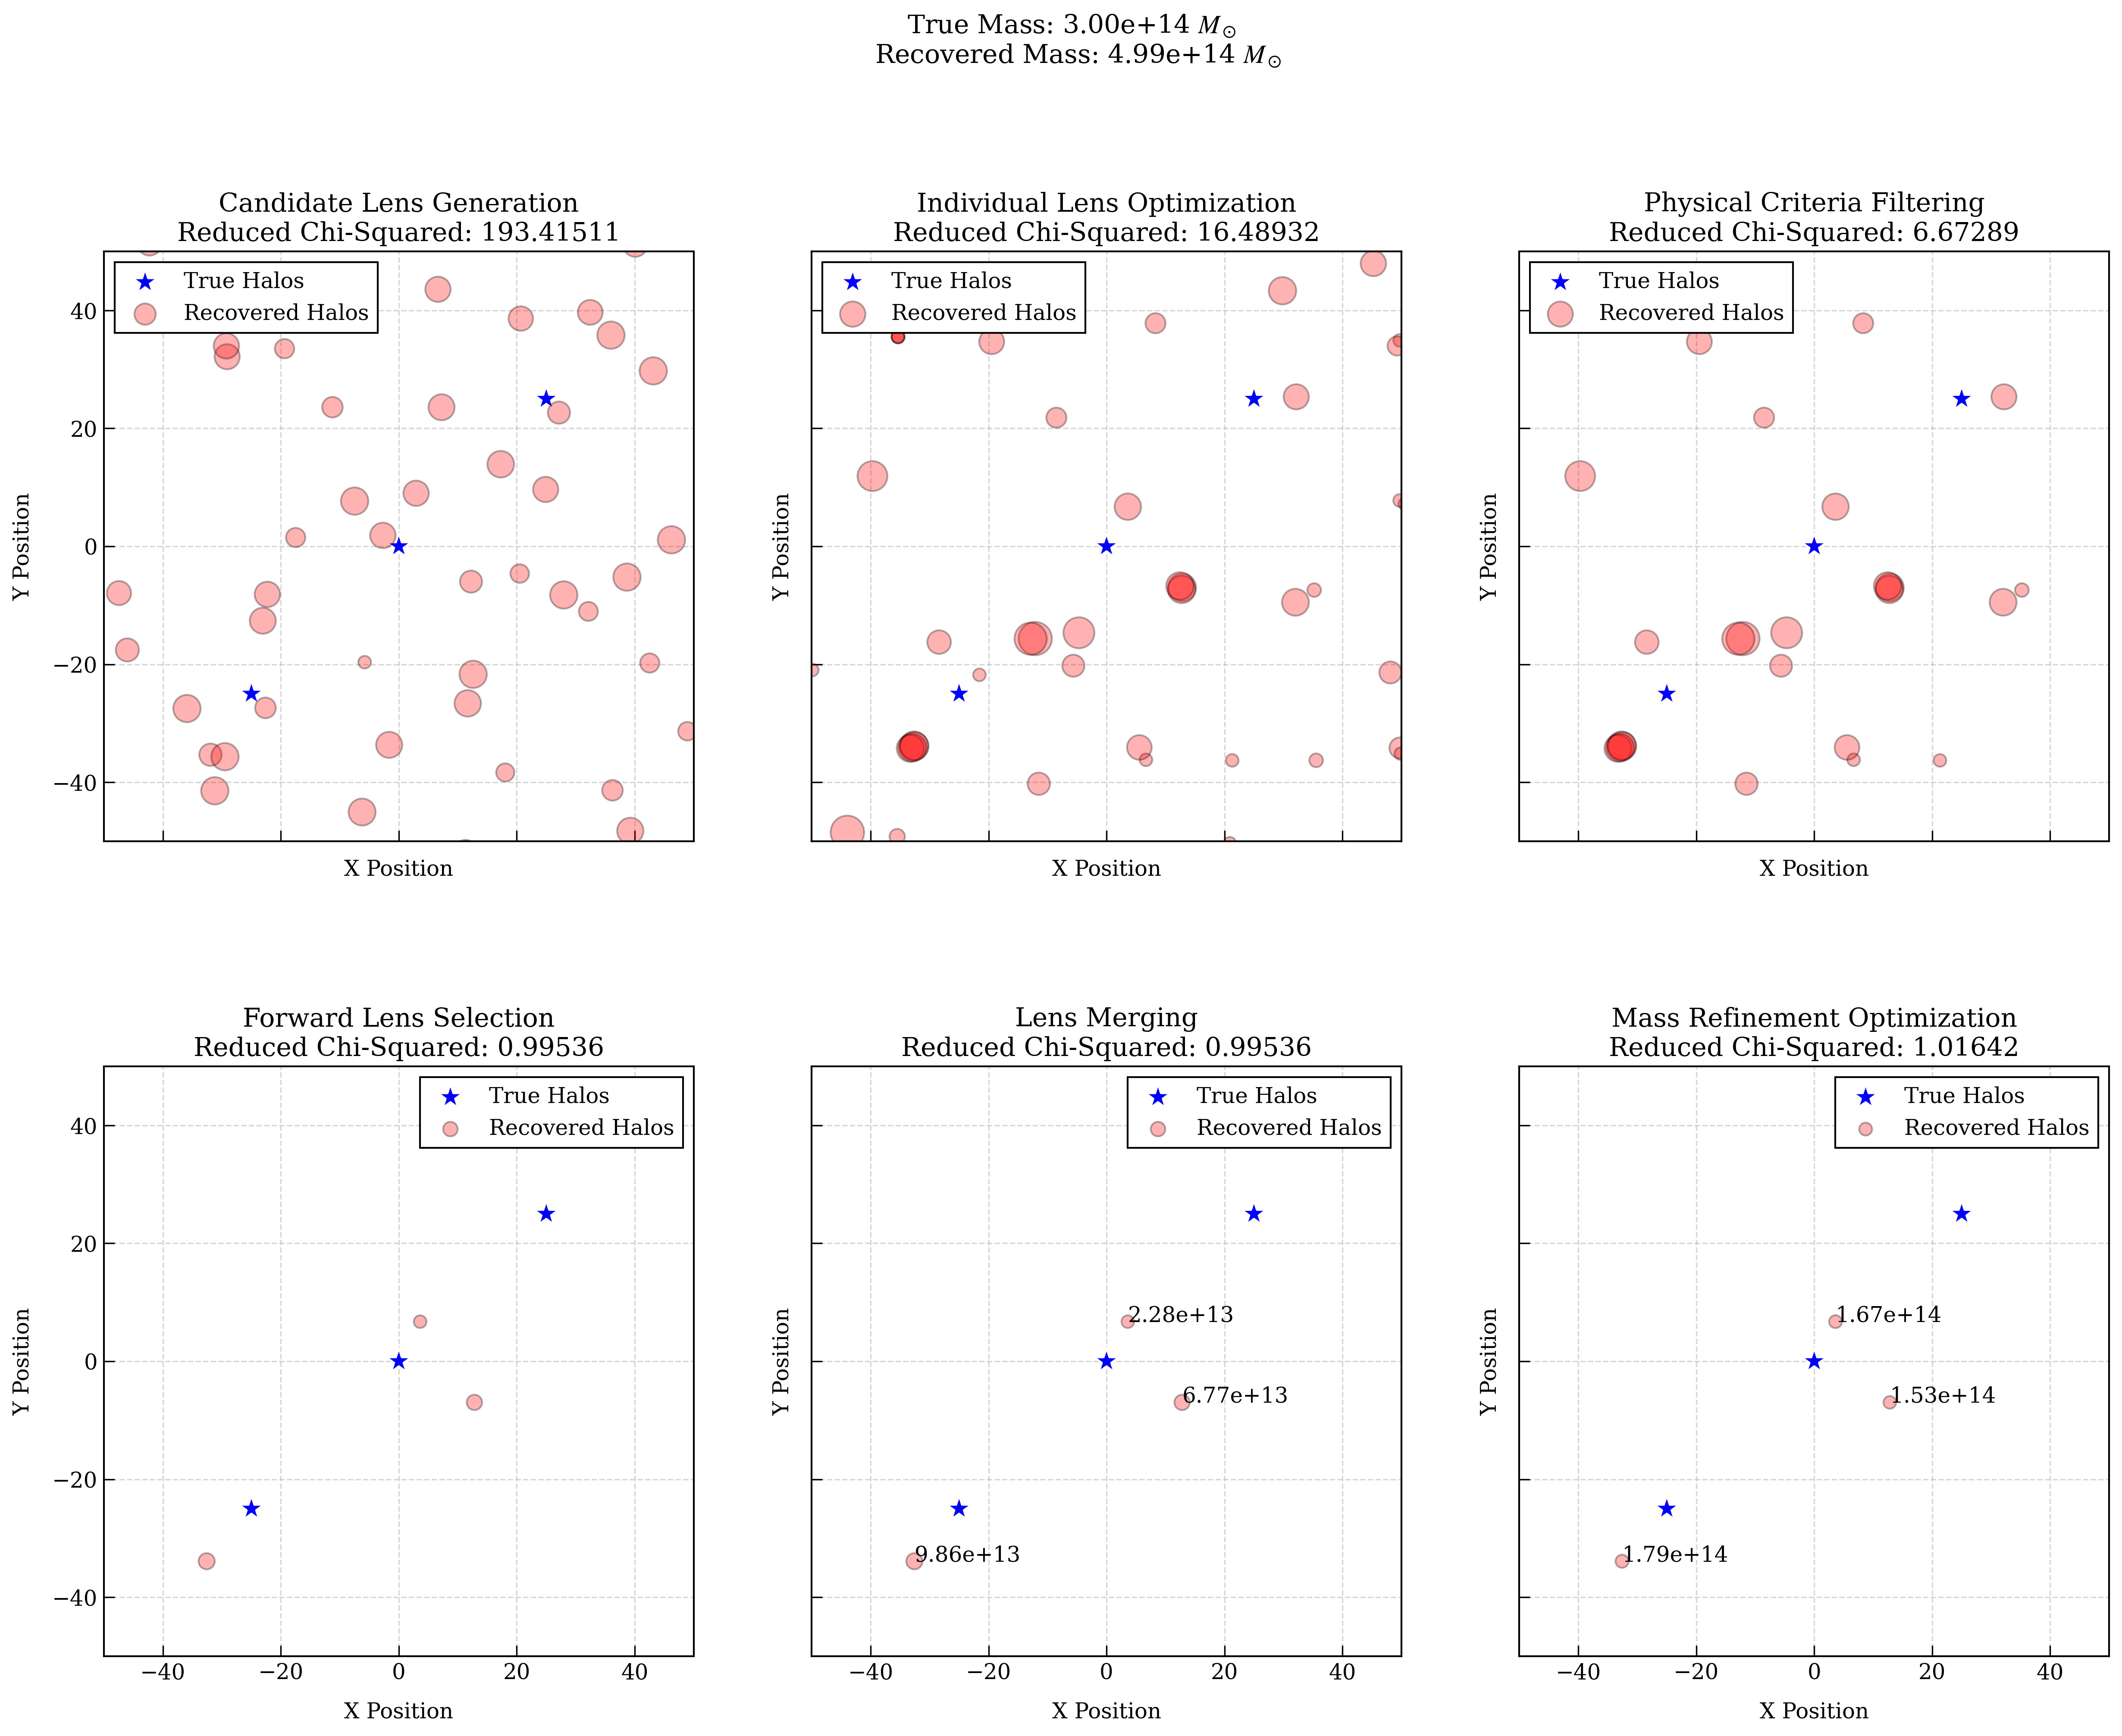 True Mass: 3.00e+14 M⊙
Recovered Mass: 4.99e+14 M⊙
Candidate Lens Generation
Reduced Chi-Squared: 193.41511
True Halos
Recovered Halos
40
20
0
−20
−40
Y Position
X Position
Individual Lens Optimization
Reduced Chi-Squared: 16.48932
True Halos
Recovered Halos
Y Position
X Position
Physical Criteria Filtering
Reduced Chi-Squared: 6.67289
True Halos
Recovered Halos
Y Position
X Position
Forward Lens Selection
Reduced Chi-Squared: 0.99536
True Halos
Recovered Halos
40
20
0
−20
−40
Y Position
−40 −20 0 20 40
X Position
Lens Merging
Reduced Chi-Squared: 0.99536
True Halos
Recovered Halos
2.28e+13
6.77e+13
9.86e+13
Y Position
−40 −20 0 20 40
X Position
Mass Refinement Optimization
Reduced Chi-Squared: 1.01642
True Halos
Recovered Halos
1.67e+14
1.53e+14
1.79e+14
Y Position
−40 −20 0 20 40
X Position